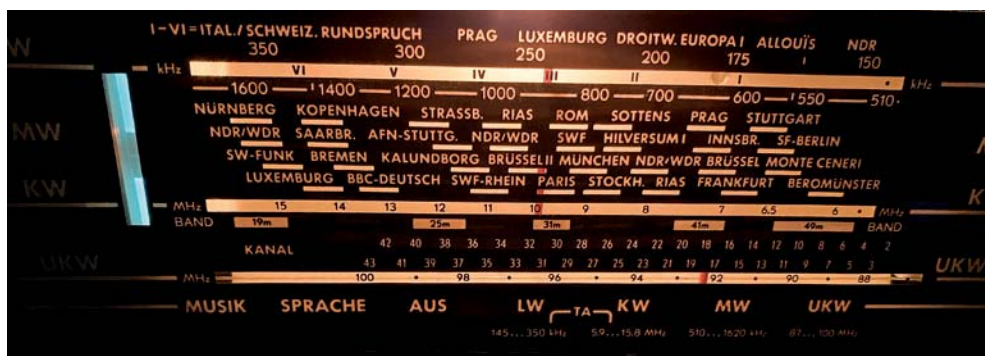 I-VI=ITAL./SCHWEIZ. RUNDSPRUCH PRAG LUXEMBURG DROITW. EUROPA I ALLOUÏS NDR
350 300 250 200 175 150
kHz VI V IV III II I kHz
1600 1400 1200 1000 800 700 600 550 510
NÜRNBERG KOPENHAGEN STRASSB. RIAS ROM SOTTENS PRAG STUTTGART
MW NDR/WDR SAARBR. AFN-STUTTG. NDR/WDR SWF HILVERSUM I INNSBR. SF-BERLIN
SW-FUNK BREMEN KALUNDBORG BRÜSSEL II MÜNCHEN NDR/WDR BRÜSSEL MONTE CENERI
KW LUXEMBURG BBC-DEUTSCH SWF-RHEIN PARIS STOCKH. RIAS FRANKFURT BEROMÜNSTER K
MHz 15 14 13 12 11 10 9 8 7 6.5 6 MHz
BAND 19m 25m 31m 41m 49m BAND
KANAL 42 40 38 36 34 32 30 28 26 24 22 20 18 16 14 12 10 8 6 4 2
UKW 43 41 39 37 35 33 31 29 27 25 23 21 19 17 15 13 11 9 7 5 3 UKW
MHz 100 98 96 94 92 90 88
MUSIK SPRACHE AUS LW TA KW MW UKW
145...350 kHz 5.9...15.8 MHz 510...1620 kHz 87...100 MHz